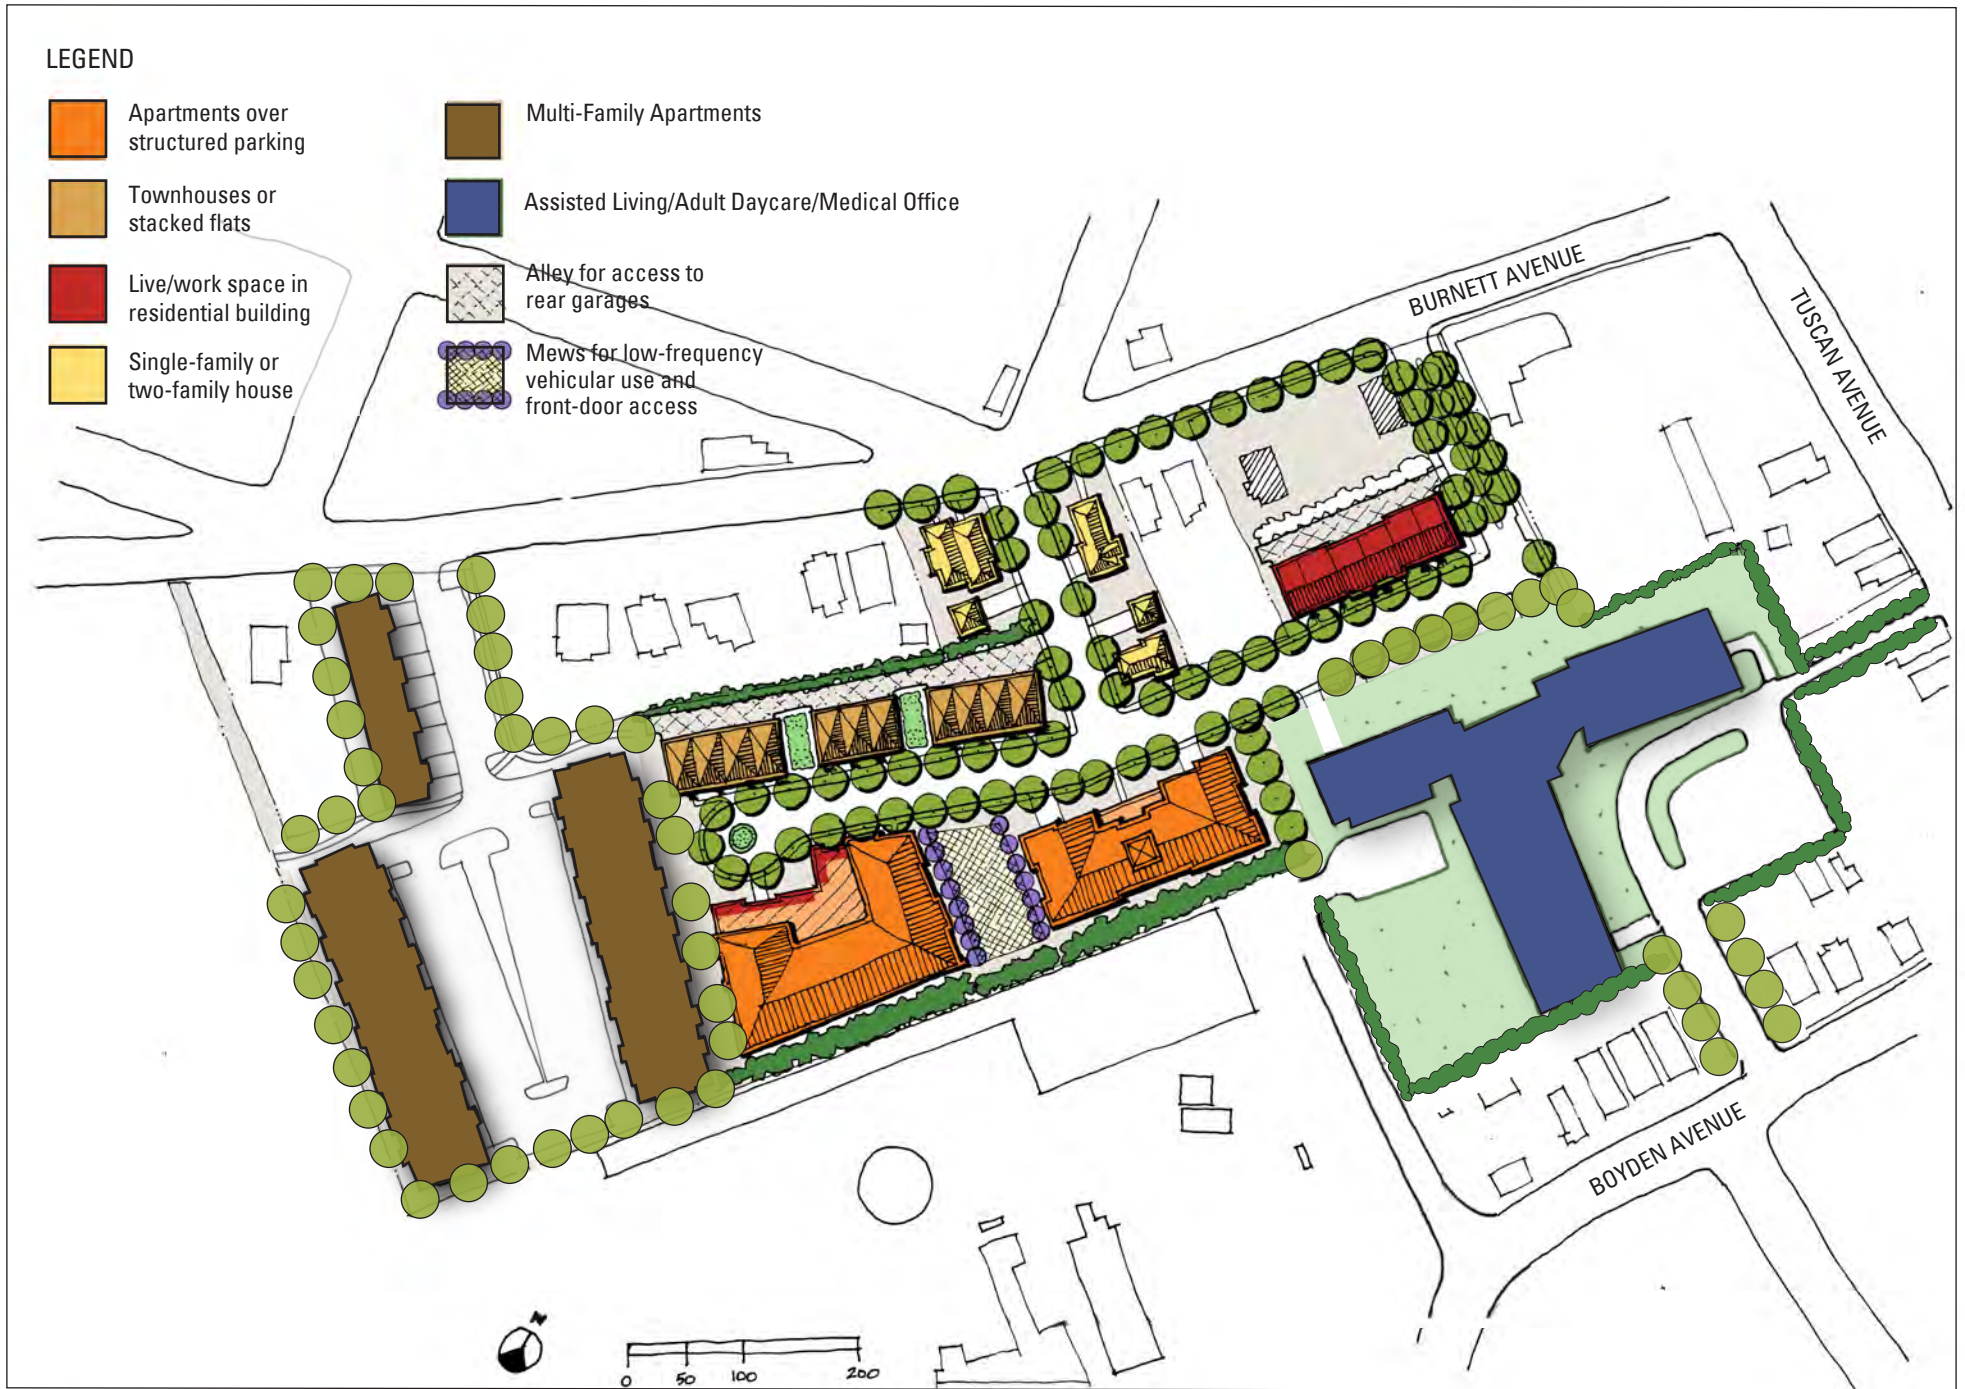 LEGEND
Apartments over
structured parking
Townhouses or
stacked flats
Live/work space in
residential building
Single-family or
two-family house
Multi-Family Apartments
Assisted Living/Adult Daycare/Medical Office
Alley for access to
rear garages
Mews for low-frequency
vehicular use and
front-door access
BURNETT AVENUE
TUSCAN AVENUE
BOYDEN AVENUE
N
0 50 100 200